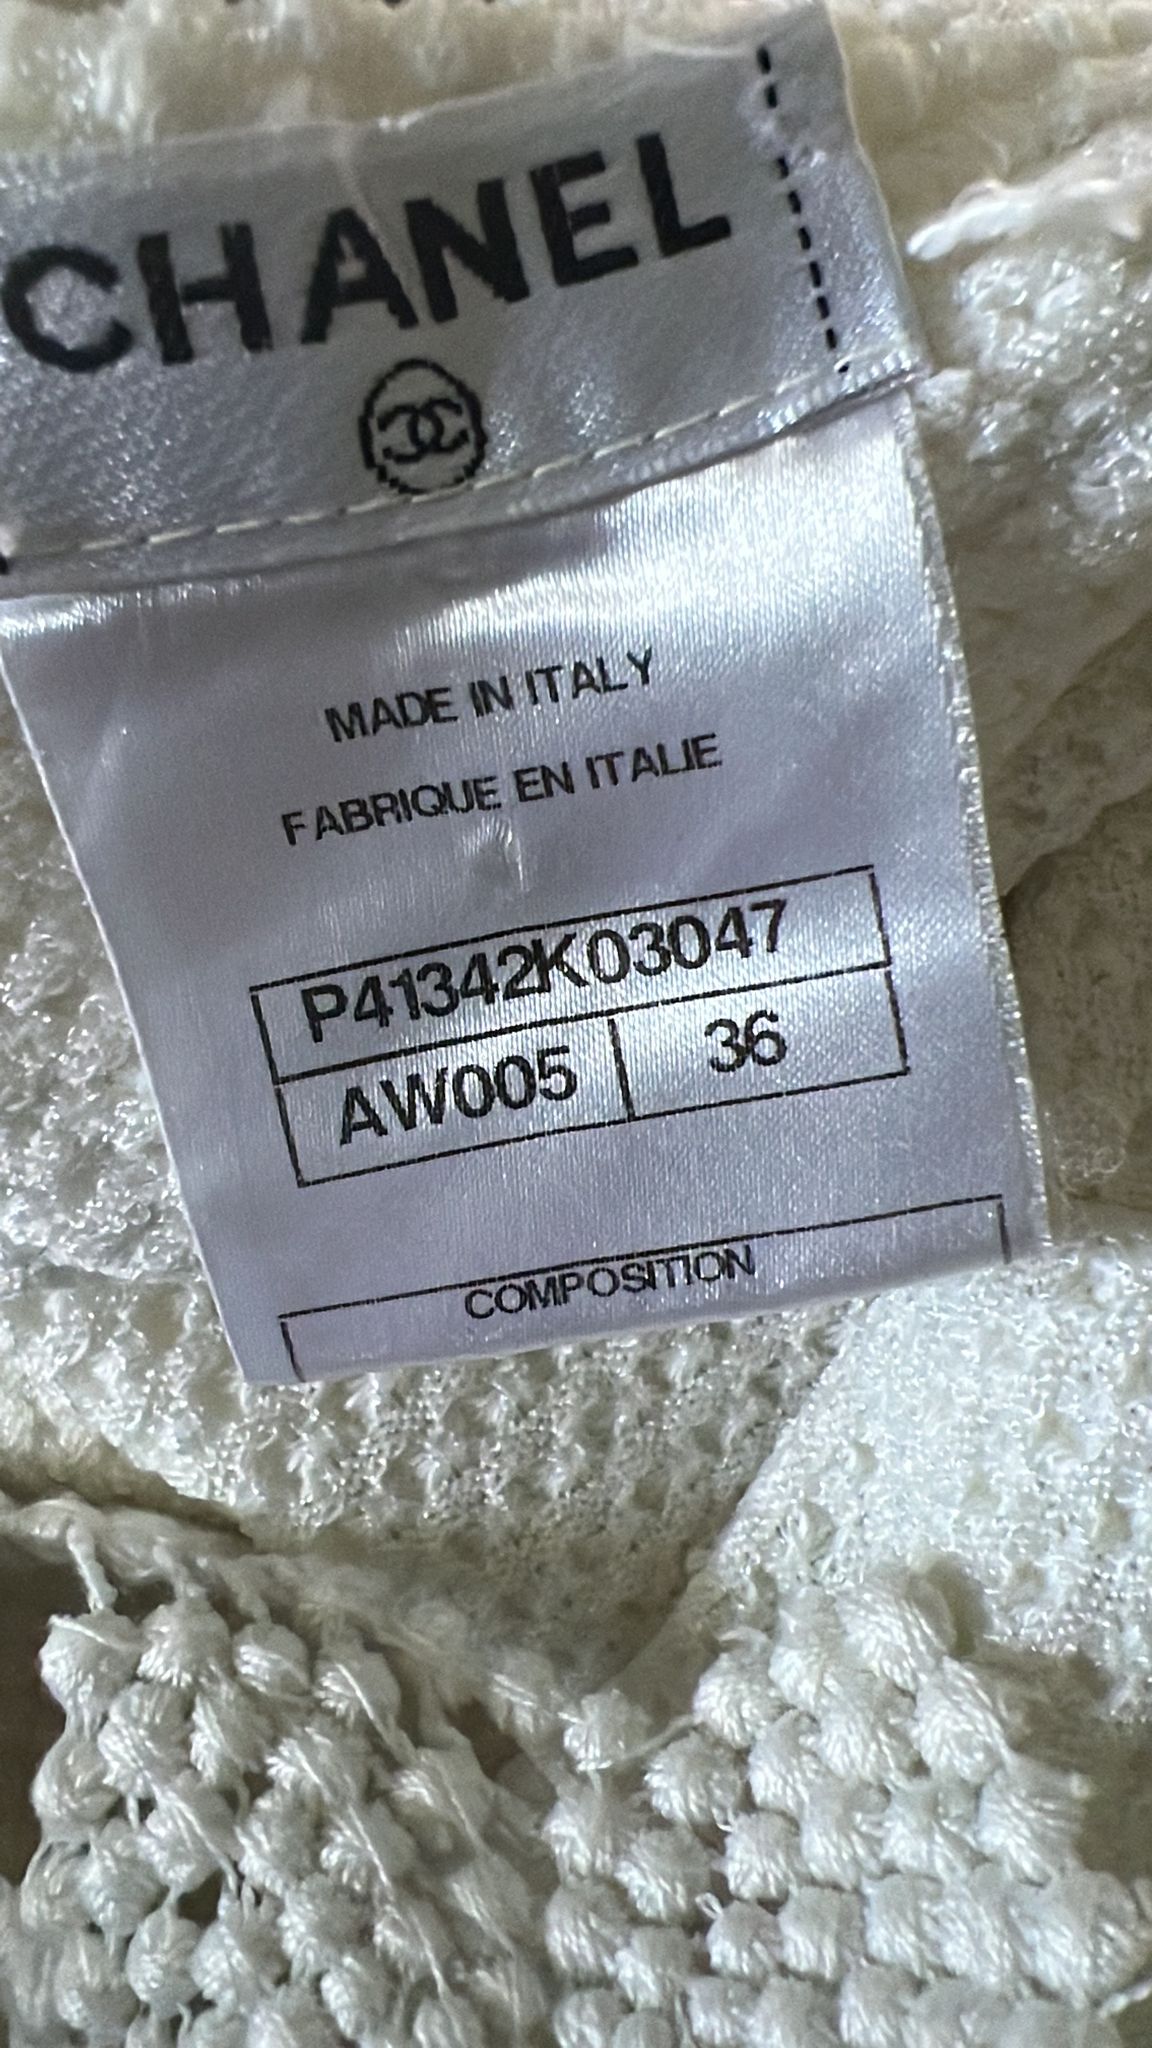 CHANEL
MADE IN ITALY
FABRIQUE EN ITALIE
P41342K03047
AW005 36
COMPOSITION